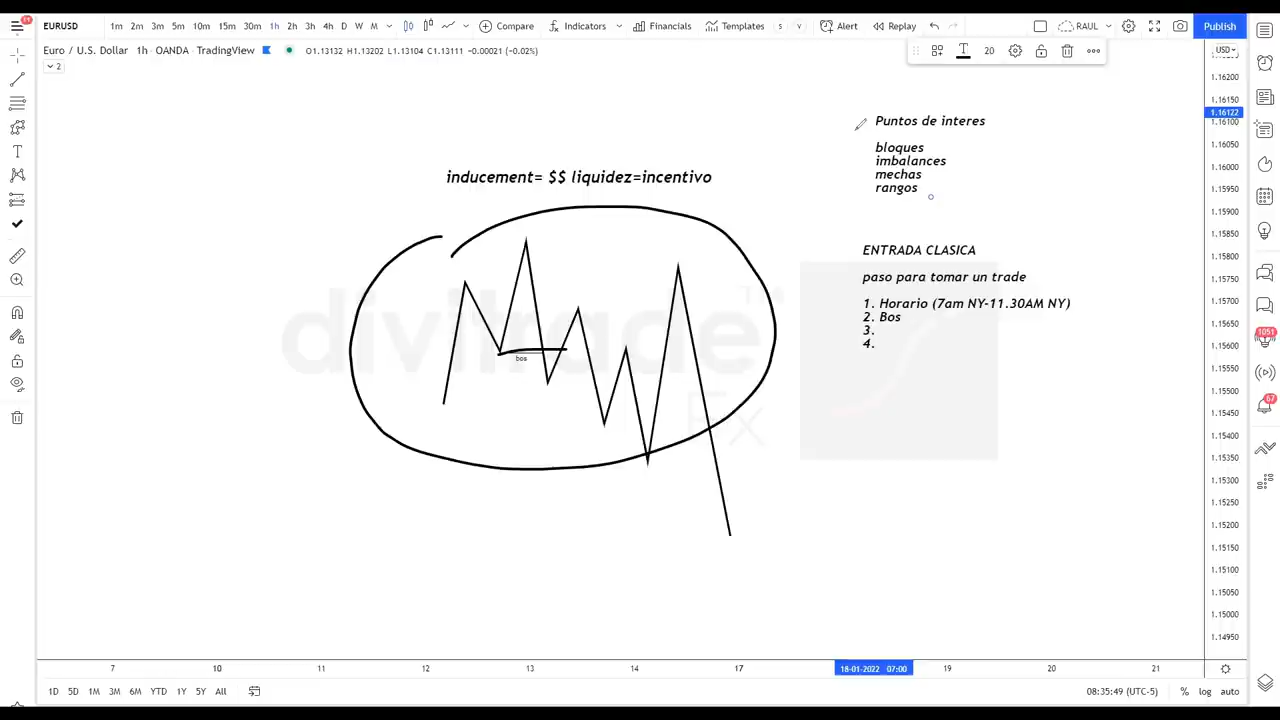 EURUSD 1m 2m 3m 5m 10m 15m 30m 1h 2h 3h 4h D W M Compare Indicators Financials Templates S V Alert Replay RAUL Publish
Euro / U.S. Dollar 1h OANDA TradingView O1.13132 H1.13202 L1.13104 C1.13111 -0.00021 (-0.02%)
20
USD
2
1.16200
1.16150
1.16122
1.16100
1.16050
1.16000
1.15950
1.15900
1.15850
1.15800
1.15750
1.15700
1.15650
1.15600
1.15550
1.15500
1.15450
1.15400
1.15350
1.15300
1.15250
1.15200
1.15150
1.15100
1.15050
1.15000
1.14950
Puntos de interes
bloques
imbalances
mechas
rangos
inducement= $$ liquidez=incentivo
ENTRADA CLASICA
paso para tomar un trade
1. Horario (7am NY-11.30AM NY)
2. Bos
3.
4.
bos
divitrade
TM
Fx
1051
67
7 10 11 12 13 14 17 18-01-2022 07:00 19 20 21
1D 5D 1M 3M 6M YTD 1Y 5Y All 08:35:49 (UTC-5) % log auto